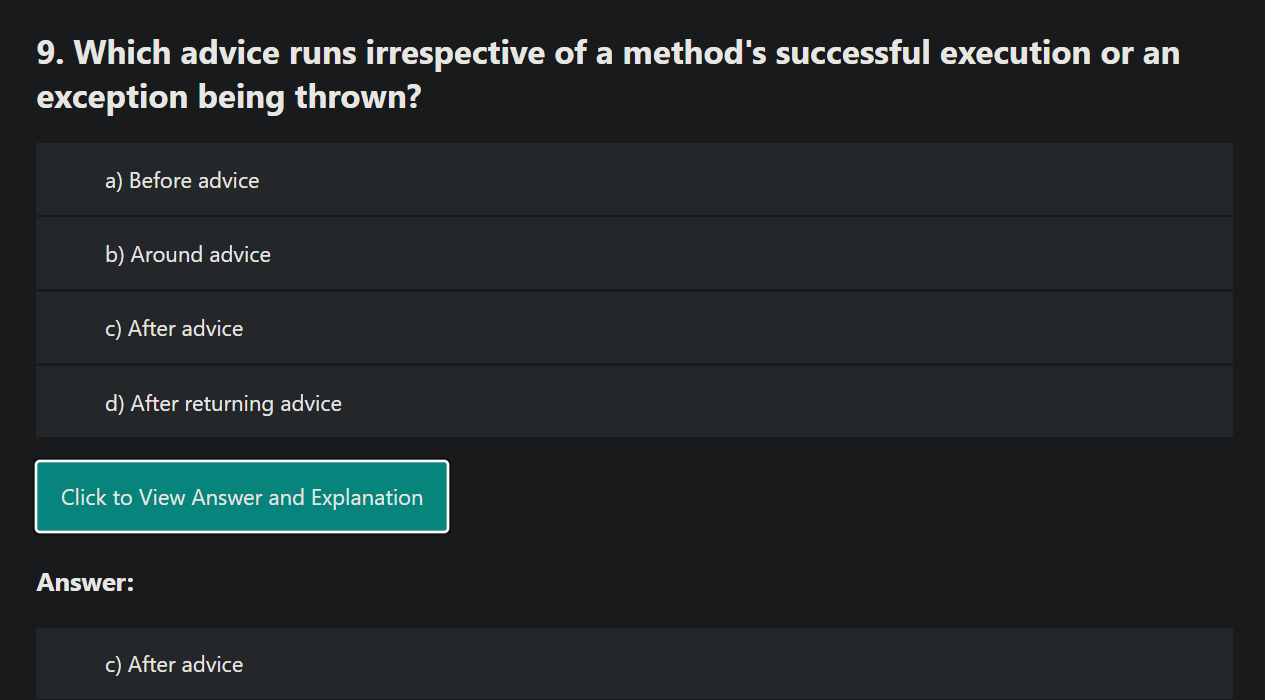 9. Which advice runs irrespective of a method's successful execution or an
exception being thrown?
a) Before advice
b) Around advice
c) After advice
d) After returning advice
Click to View Answer and Explanation
Answer:
c) After advice